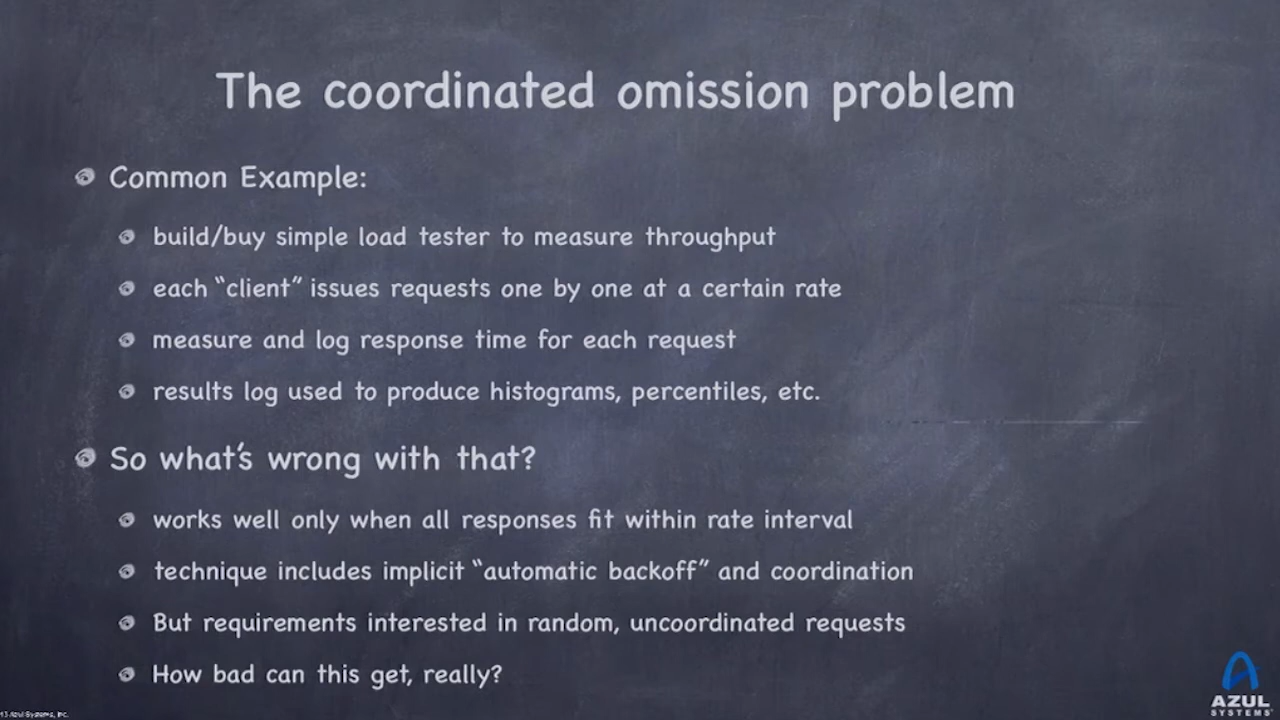 The coordinated omission problem
Common Example:
build/buy simple load tester to measure throughput
each “client” issues requests one by one at a certain rate
measure and log response time for each request
results log used to produce histograms, percentiles, etc.
So what’s wrong with that?
works well only when all responses fit within rate interval
technique includes implicit “automatic backoff” and coordination
But requirements interested in random, uncoordinated requests
How bad can this get, really?
13 Azul Systems, Inc.
AZUL
SYSTEMS